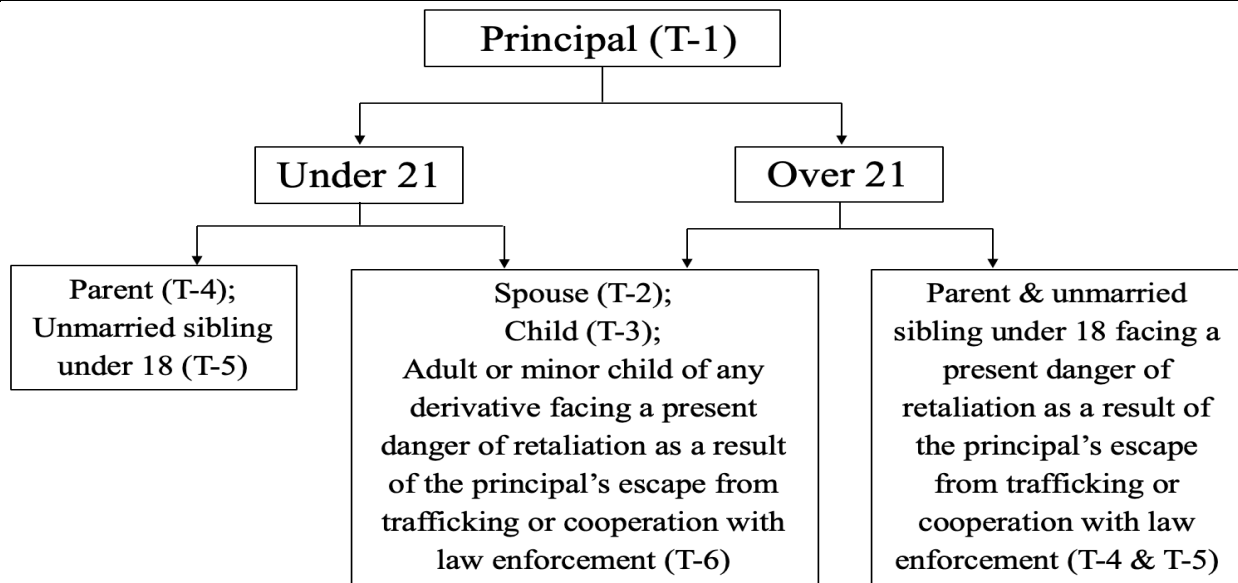 Principal (T-1)
Under 21
Over 21
Parent (T-4);
Unmarried sibling
under 18 (T-5)
Spouse (T-2);
Child (T-3);
Adult or minor child of any
derivative facing a present
danger of retaliation as a result
of the principal’s escape from
trafficking or cooperation with
law enforcement (T-6)
Parent & unmarried
sibling under 18 facing a
present danger of
retaliation as a result of
the principal’s escape
from trafficking or
cooperation with law
enforcement (T-4 & T-5)